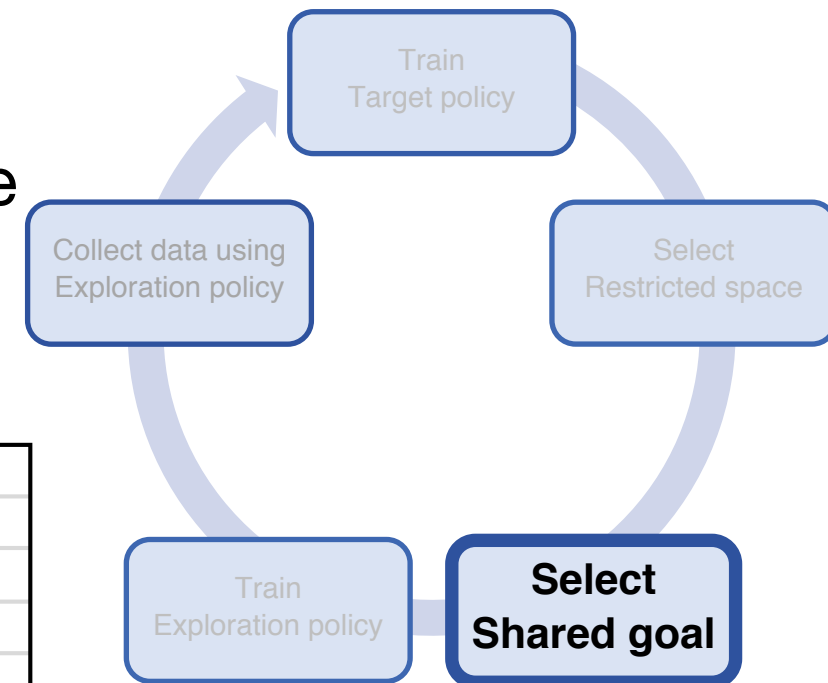 Train
Target policy
e
Collect data using
Exploration policy
Select
Restricted space
Train
Exploration policy
Select
Shared goal